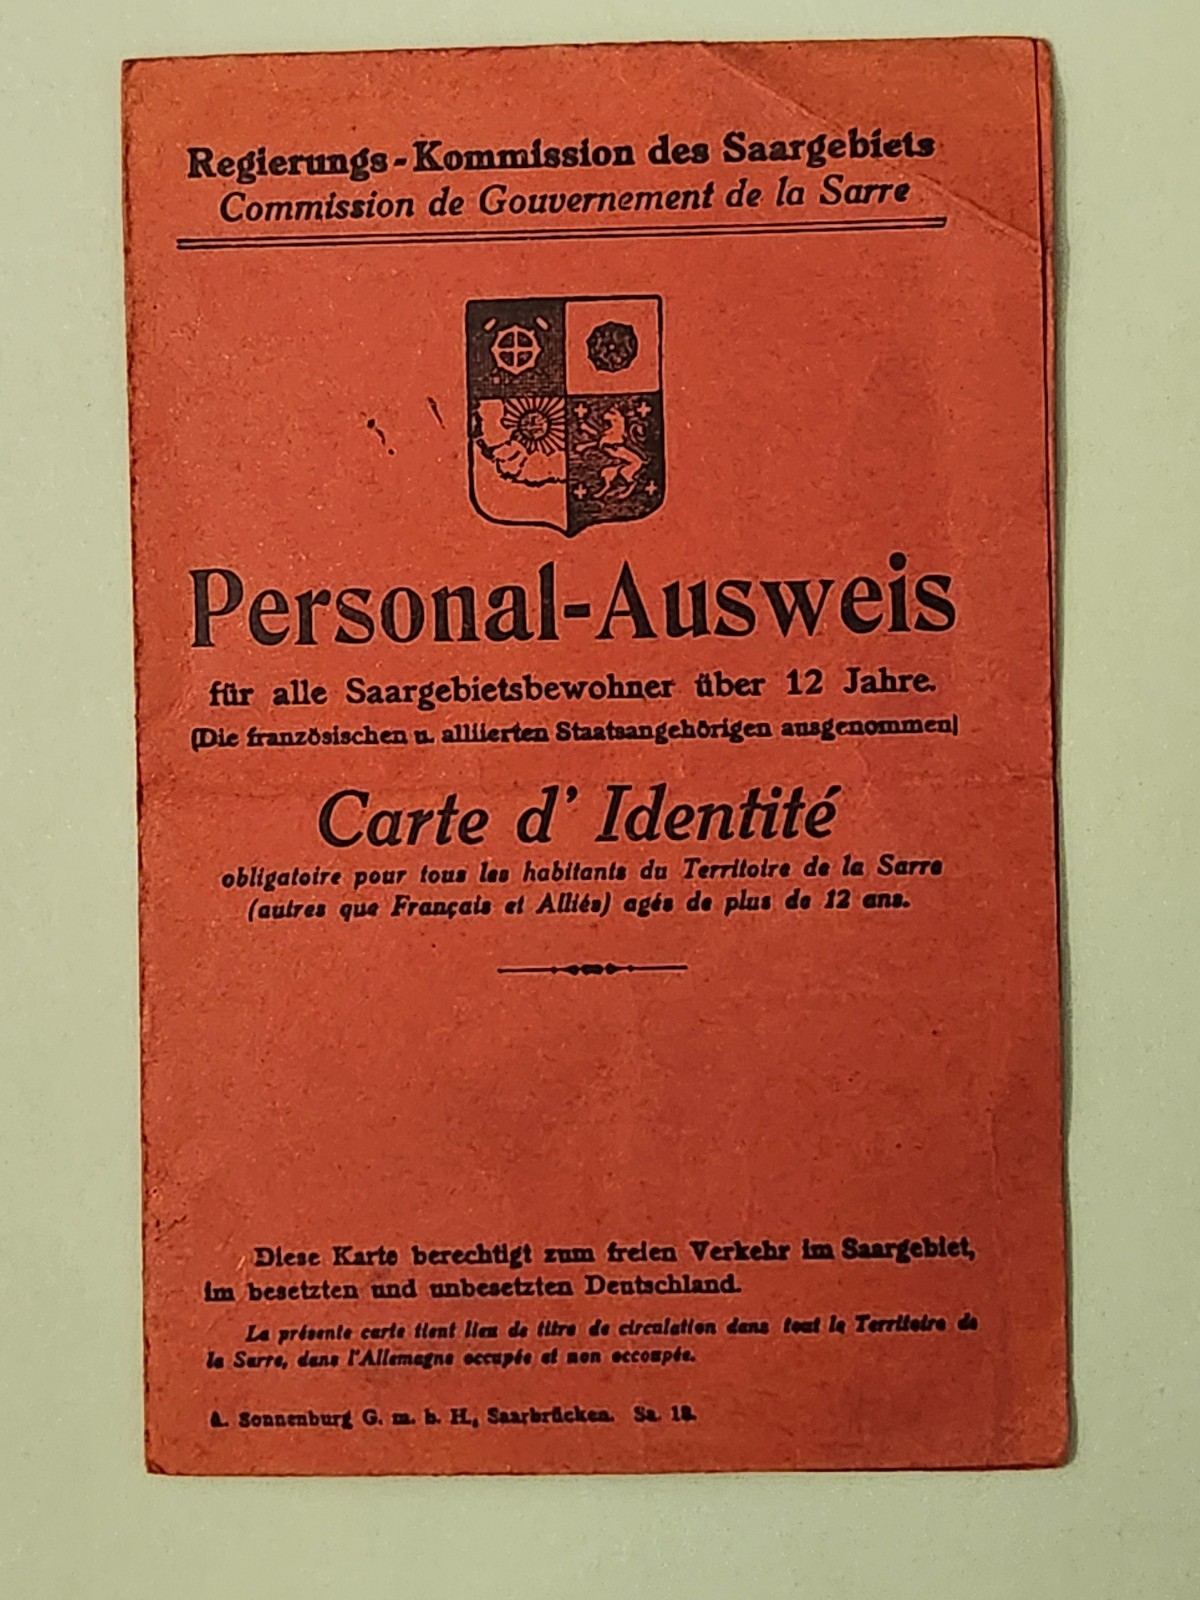 Regierungs-Kommission des Saargebiets
Commission de Gouvernement de la Sarre
Personal-Ausweis
für alle Saargebietsbewohner über 12 Jahre.
(Die französischen u. alliierten Staatsangehörigen ausgenommen)
Carte d' Identité
obligatoire pour tous les habitants du Territoire de la Sarre
(autres que Français et Alliés) agés de plus de 12 ans.
Diese Karte berechtigt zum freien Verkehr im Saargebiet,
im besetzten und unbesetzten Deutschland.
La présente carte tient lieu de titre de circulation dans tout le Territoire de
la Sarre, dans l'Allemagne occupée et non occoupée.
A. Sonnenburg G. m. b. H., Saarbrücken. Sa. 18.